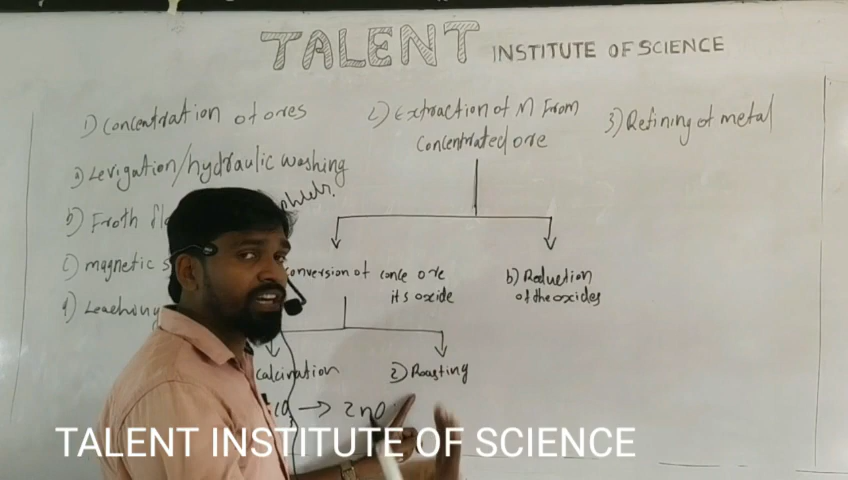 TALENT INSTITUTE OF SCIENCE
1) Concentration of ores
a) Levigation/hydraulic washing
b) Froth
c) magnetic s
d) Leaching
2) Extraction of M From
Concentrated ore
conversion of conce ore
its oxide
calcination
→ ZnO
2) Roasting
b) Reduction
of the oxides
3) Refining of metal
TALENT INSTITUTE OF SCIENCE